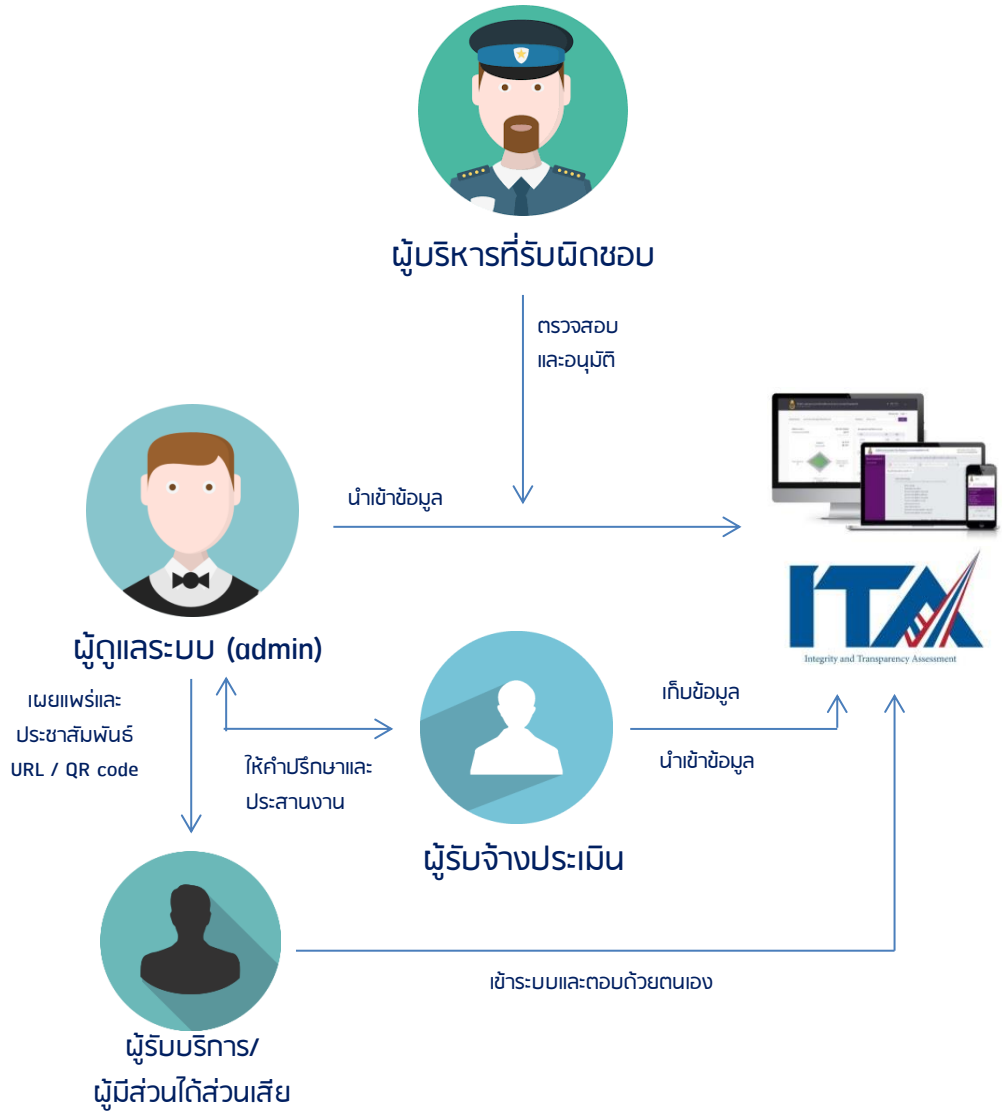 ผู้บริหารที่รับผิดชอบ
ตรวจสอบ
และอนุมัติ
นำเข้าข้อมูล
ผู้ดูแลระบบ (admin)
ITA
Integrity and Transparency Assessment
เผยแพร่และ
ประชาสัมพันธ์
URL / QR code
ให้คำปรึกษาและ
ประสานงาน
เก็บข้อมูล
นำเข้าข้อมูล
ผู้รับจ้างประเมิน
เข้าระบบและตอบด้วยตนเอง
ผู้รับบริการ/
ผู้มีส่วนได้ส่วนเสีย